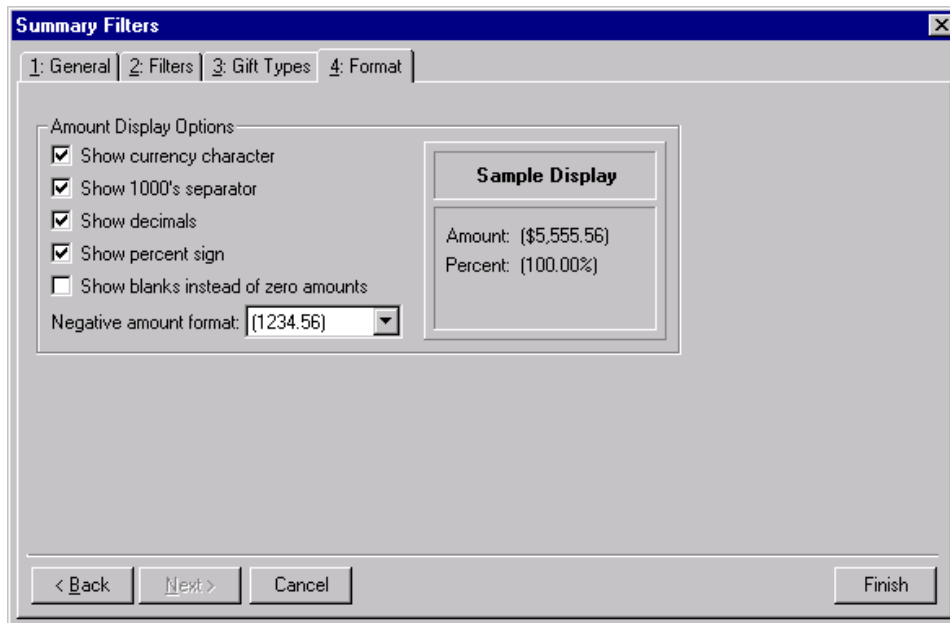 Summary Filters
1: General 2: Filters 3: Gift Types 4: Format
Amount Display Options
Show currency character
Show 1000's separator
Show decimals
Show percent sign
Show blanks instead of zero amounts
Negative amount format: (1234.56)
Sample Display
Amount: ($5,555.56)
Percent: (100.00%)
< Back Next > Cancel Finish